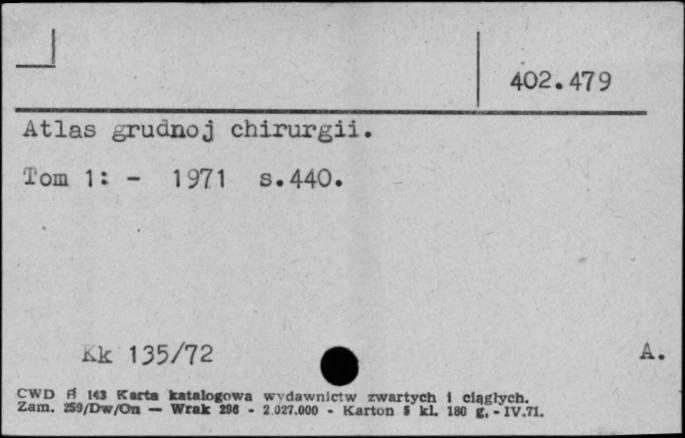 402.479
Atlas grudnoj chirurgii.
Tom 1: - 1971 s.440.
Kk 135/72 A.
CWD B 143 Karta katalogowa wydawnictw zwartych i ciągłych.
Zam. 259/Dw/On — Wrak 296 - 2.027.000 - Karton 5 kl. 180 g. - IV.71.